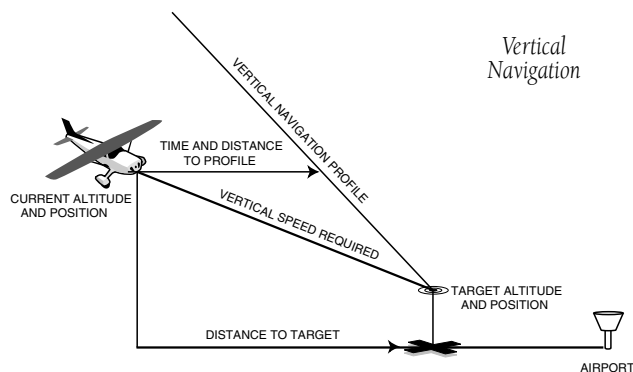 Vertical
Navigation
VERTICAL NAVIGATION PROFILE
TIME AND DISTANCE
TO PROFILE
CURRENT ALTITUDE
AND POSITION
VERTICAL SPEED REQUIRED
TARGET ALTITUDE
AND POSITION
DISTANCE TO TARGET
AIRPORT